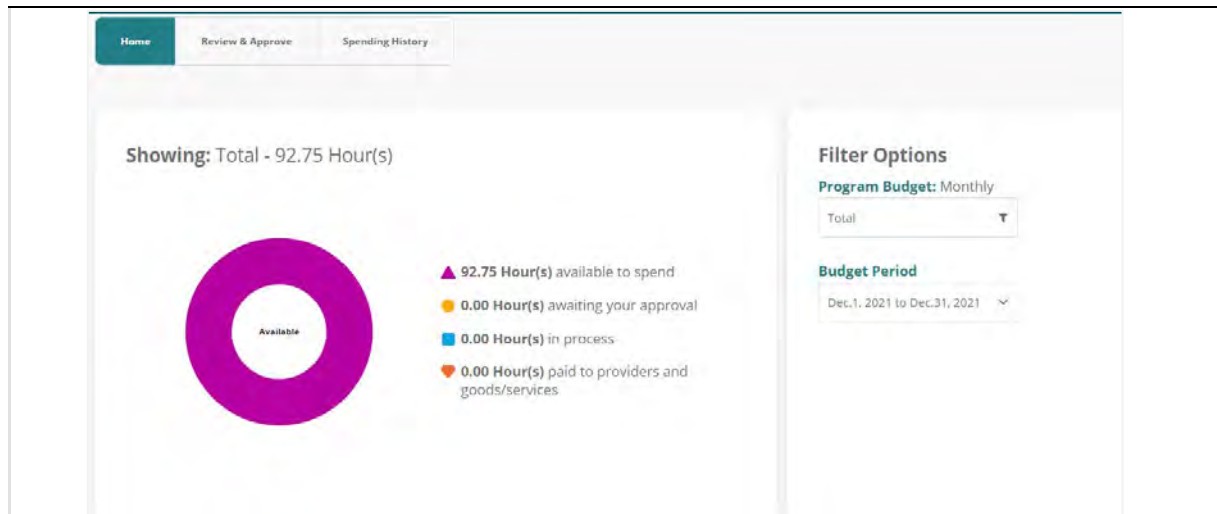 Home Review & Approve Spending History
Showing: Total - 92.75 Hour(s)
Available
92.75 Hour(s) available to spend
0.00 Hour(s) awaiting your approval
0.00 Hour(s) in process
0.00 Hour(s) paid to providers and
goods/services
Filter Options
Program Budget: Monthly
Total
Budget Period
Dec.1, 2021 to Dec.31, 2021